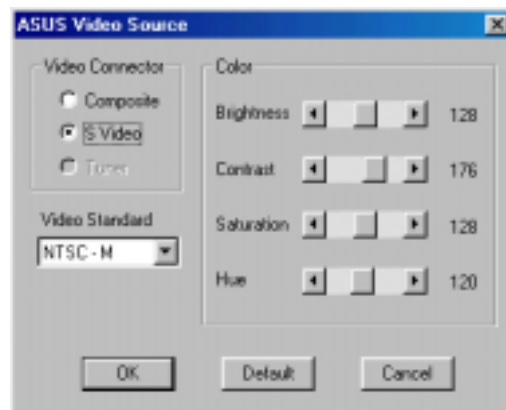 ASUS Video Source
Video Connector
Composite
S Video
Tuner
Video Standard
NTSC - M
Color
Brightness 128
Contrast 176
Saturation 128
Hue 120
OK Default Cancel